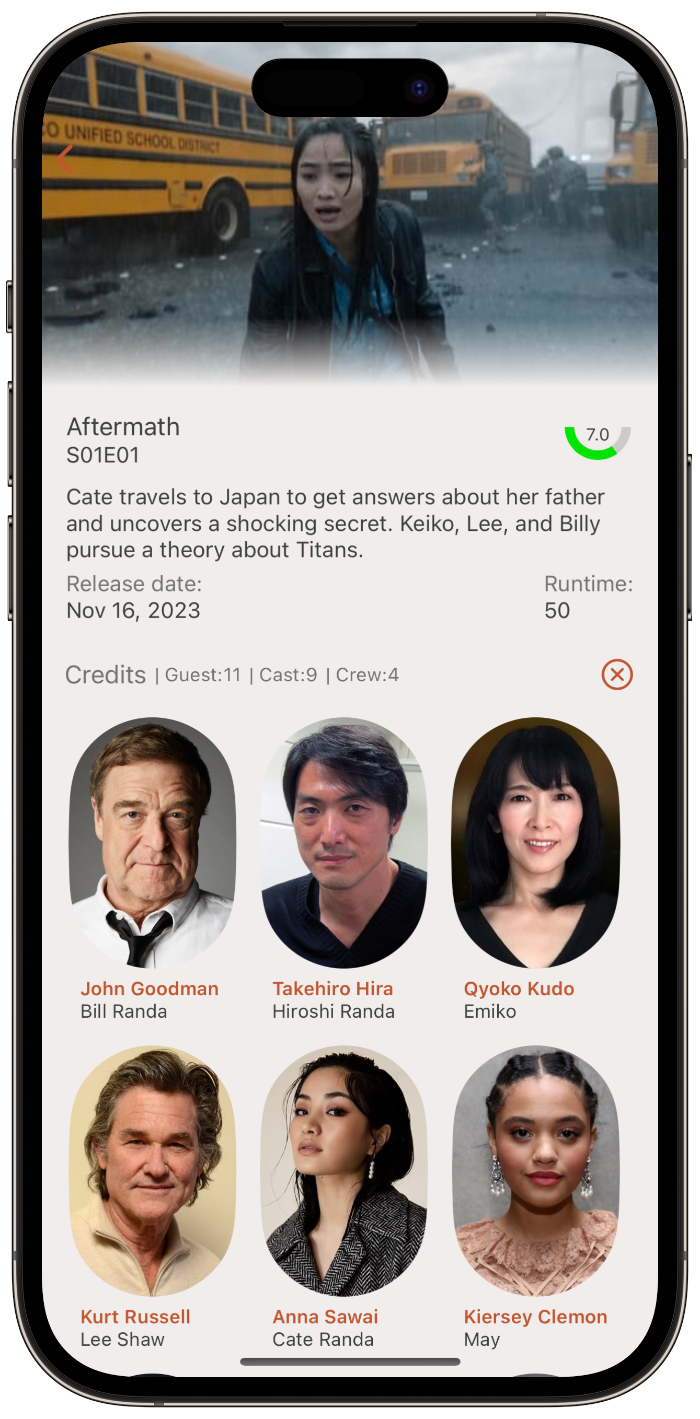 CO UNIFIED SCHOOL DISTRICT
Aftermath
7.0
S01E01
Cate travels to Japan to get answers about her father
and uncovers a shocking secret. Keiko, Lee, and Billy
pursue a theory about Titans.
Release date:
Runtime:
Nov 16, 2023
50
Credits | Guest:11 | Cast:9 | Crew:4
John Goodman
Takehiro Hira
Qyoko Kudo
Bill Randa
Hiroshi Randa
Emiko
Kurt Russell
Anna Sawai
Kiersey Clemon
Lee Shaw
Cate Randa
May